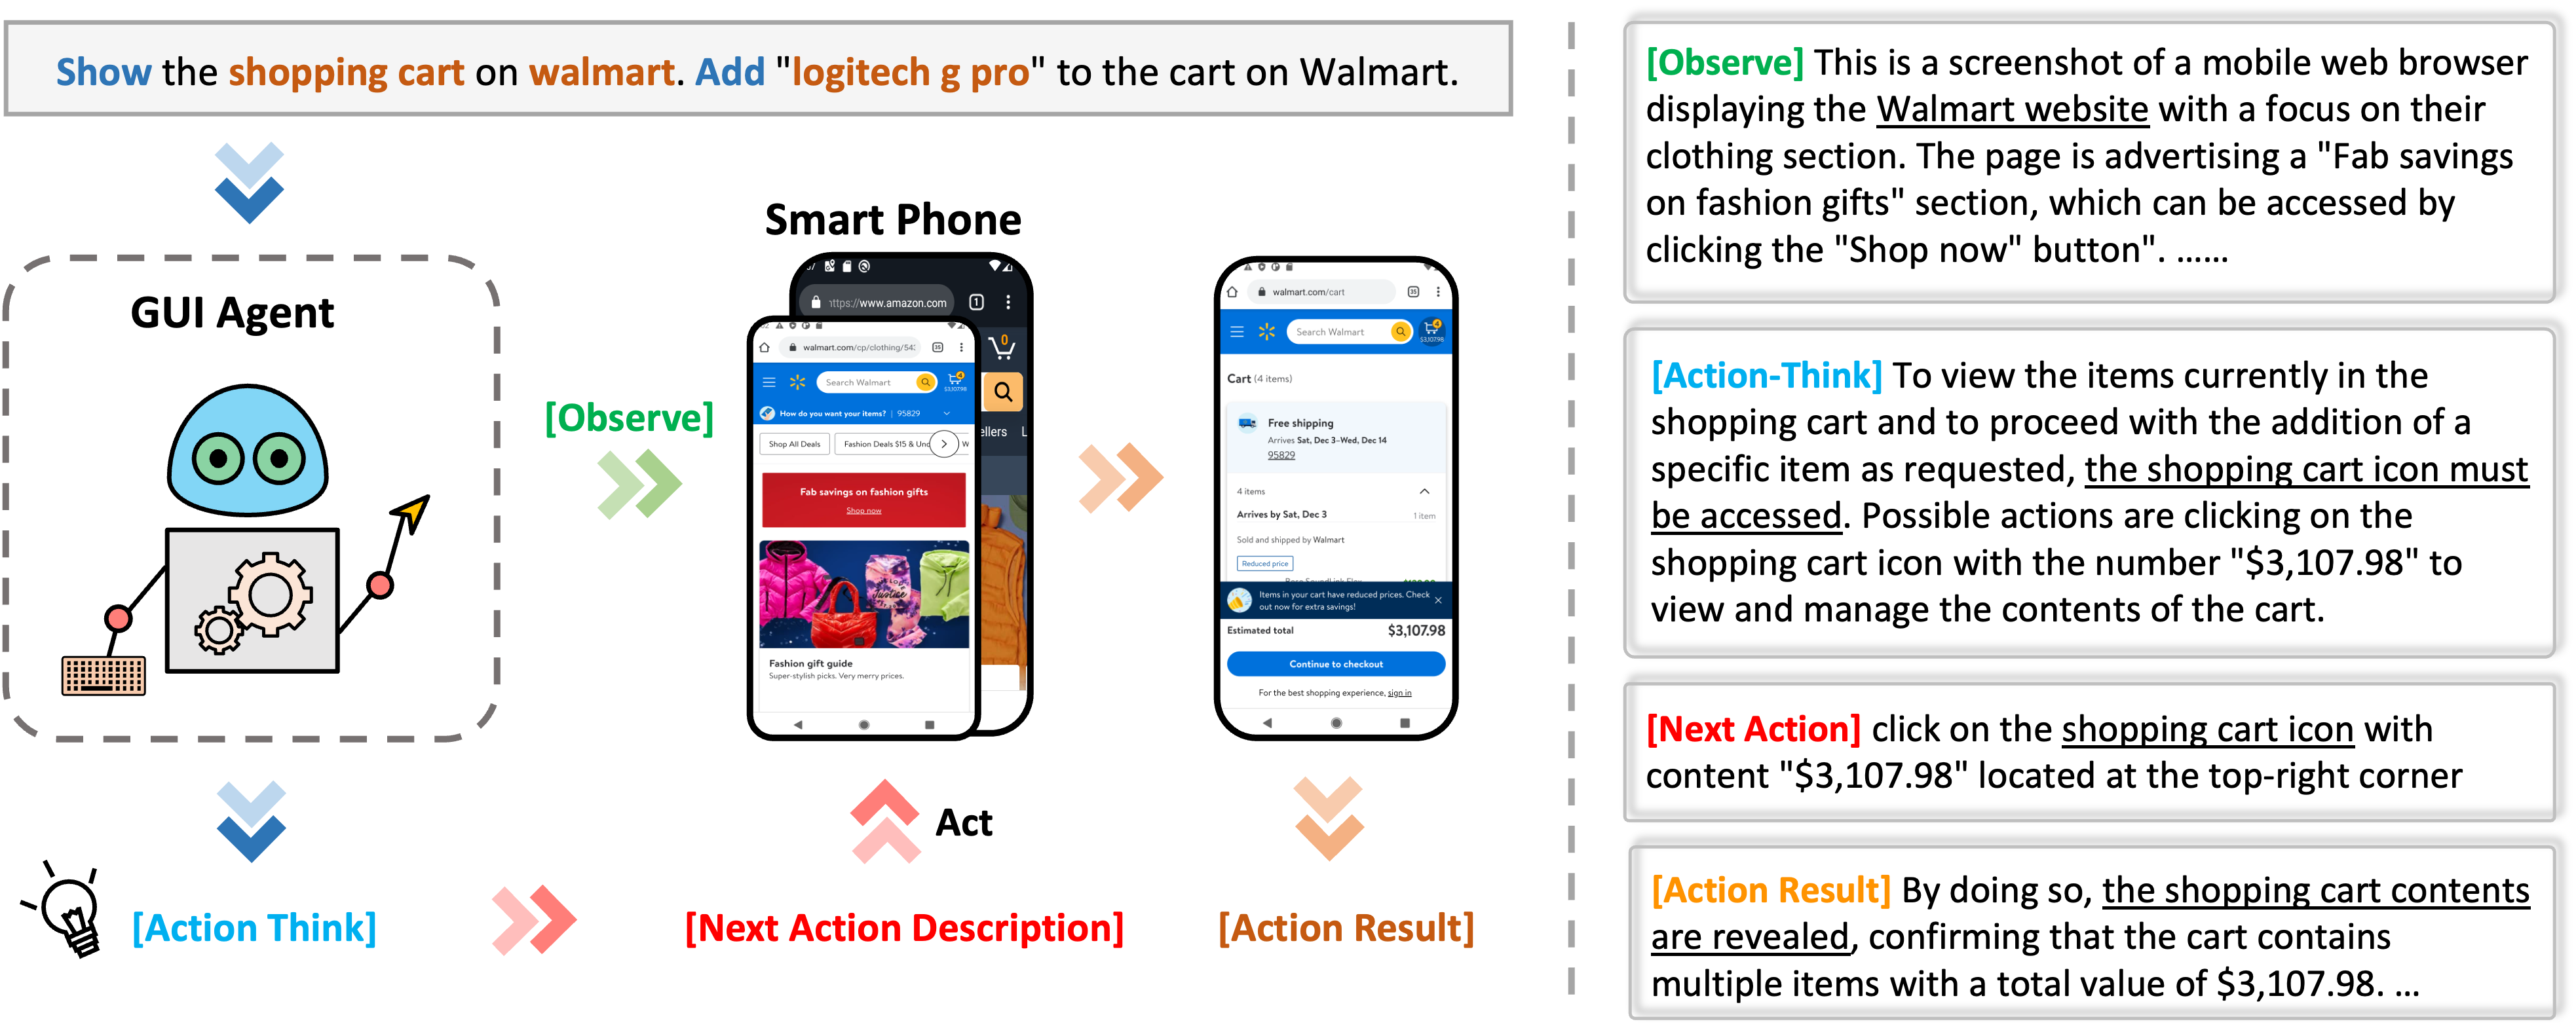 Show the shopping cart on walmart. Add "logitech g pro" to the cart on Walmart.
GUI Agent
[Observe]
Smart Phone
https://www.amazon.com
1
0
ellers L
walmart.com/cp/clothing/54
35
Search Walmart
4
$3,107.98
How do you want your items? | 95829
Shop All Deals
Fashion Deals $15 & Und
W
Fab savings on fashion gifts
Shop now
Justice
Fashion gift guide
Super-stylish picks. Very merry prices.
walmart.com/cart
35
Search Walmart
4
$3,107.98
Cart (4 items)
Free shipping
Arrives Sat, Dec 3–Wed, Dec 14
95829
4 items
Arrives by Sat, Dec 3
1 item
Sold and shipped by Walmart
Reduced price
Items in your cart have reduced prices. Check
out now for extra savings!
Estimated total
$3,107.98
Continue to checkout
For the best shopping experience, sign in
Act
[Action Think]
[Next Action Description]
[Action Result]
[Observe] This is a screenshot of a mobile web browser
displaying the Walmart website with a focus on their
clothing section. The page is advertising a "Fab savings
on fashion gifts" section, which can be accessed by
clicking the "Shop now" button". ......
[Action-Think] To view the items currently in the
shopping cart and to proceed with the addition of a
specific item as requested, the shopping cart icon must
be accessed. Possible actions are clicking on the
shopping cart icon with the number "$3,107.98" to
view and manage the contents of the cart.
[Next Action] click on the shopping cart icon with
content "$3,107.98" located at the top-right corner
[Action Result] By doing so, the shopping cart contents
are revealed, confirming that the cart contains
multiple items with a total value of $3,107.98. ...